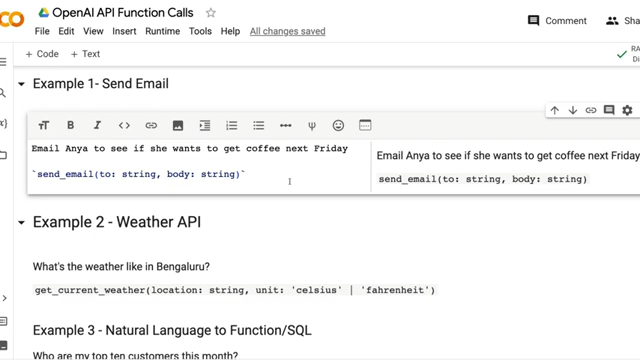 OpenAI API Function Calls
File Edit View Insert Runtime Tools Help All changes saved
Comment
+ Code + Text
Example 1- Send Email
Email Anya to see if she wants to get coffee next Friday
`send_email(to: string, body: string)`
Email Anya to see if she wants to get coffee next Friday
send_email(to: string, body: string)
Example 2 - Weather API
What's the weather like in Bengaluru?
get_current_weather(location: string, unit: 'celsius' | 'fahrenheit')
Example 3 - Natural Language to Function/SQL
Who are my top ten customers this month?